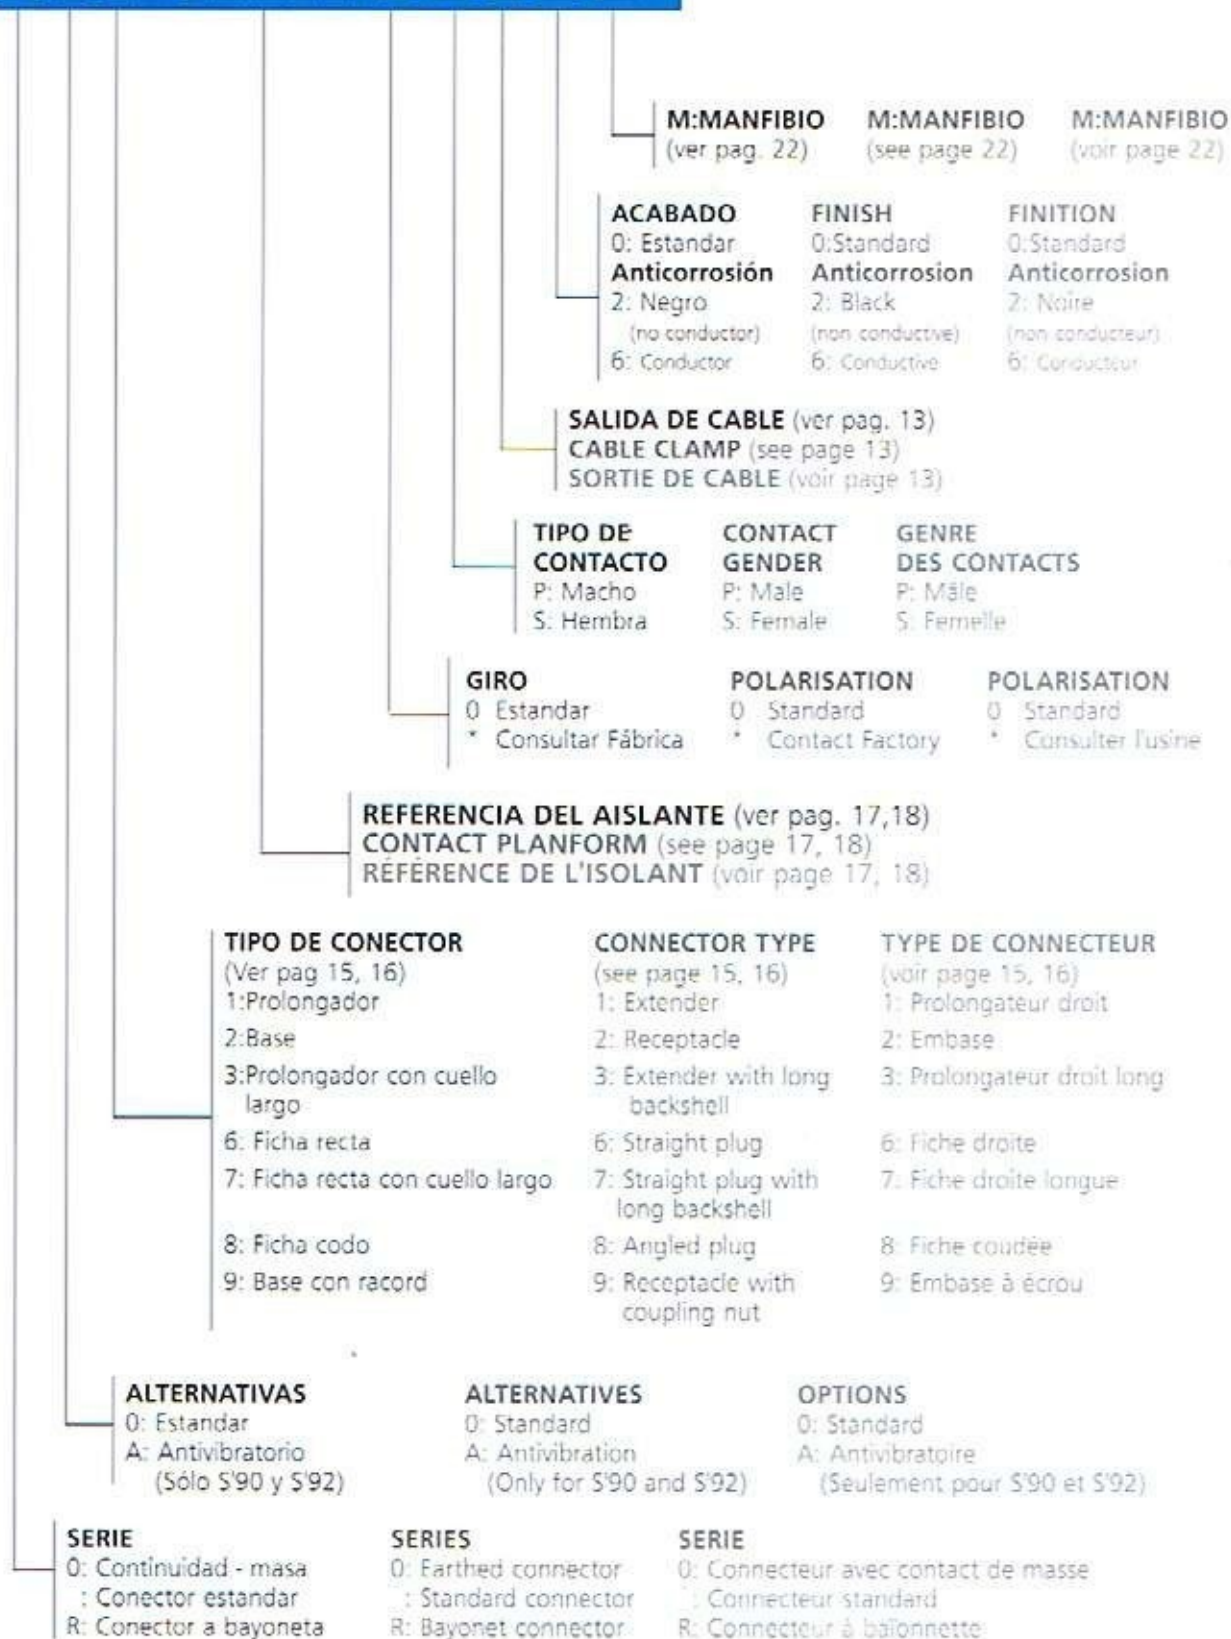 M:MANFIBIO M:MANFIBIO M:MANFIBIO
(ver pag. 22) (see page 22) (voir page 22)
ACABADO FINISH FINITION
0: Estandar 0:Standard 0:Standard
Anticorrosión Anticorrosion Anticorrosion
2: Negro 2: Black 2: Noire
(no conductor) (non conductive) (non conducteur)
6: Conductor 6: Conductive 6: Conducteur
SALIDA DE CABLE (ver pag. 13)
CABLE CLAMP (see page 13)
SORTIE DE CABLE (voir page 13)
TIPO DE CONTACT GENRE
CONTACTO GENDER DES CONTACTS
P: Macho P: Male P: Mâle
S: Hembra S: Female S: Femelle
GIRO POLARISATION POLARISATION
0 Estandar 0 Standard 0 Standard
* Consultar Fábrica * Contact Factory * Consulter l'usine
REFERENCIA DEL AISLANTE (ver pag. 17,18)
CONTACT PLANFORM (see page 17, 18)
RÉFÉRENCE DE L'ISOLANT (voir page 17, 18)
TIPO DE CONECTOR CONNECTOR TYPE TYPE DE CONNECTEUR
(Ver pag 15, 16) (see page 15, 16) (voir page 15, 16)
1:Prolongador 1: Extender 1: Prolongateur droit
2:Base 2: Receptacle 2: Embase
3:Prolongador con cuello 3: Extender with long 3: Prolongateur droit long
largo backshell
6: Ficha recta 6: Straight plug 6: Fiche droite
7: Ficha recta con cuello largo 7: Straight plug with 7: Fiche droite longue
long backshell
8: Ficha codo 8: Angled plug 8: Fiche coudée
9: Base con racord 9: Receptacle with 9: Embase à écrou
coupling nut
ALTERNATIVAS ALTERNATIVES OPTIONS
0: Estandar 0: Standard 0: Standard
A: Antivibratorio A: Antivibration A: Antivibratoire
(Sólo S'90 y S'92) (Only for S'90 and S'92) (Seulement pour S'90 et S'92)
SERIE SERIES SERIE
0: Continuidad - masa 0: Earthed connector 0: Connecteur avec contact de masse
: Conector estandar : Standard connector : Connecteur standard
R: Conector a bayoneta R: Bayonet connector R: Connecteur à baïonnette